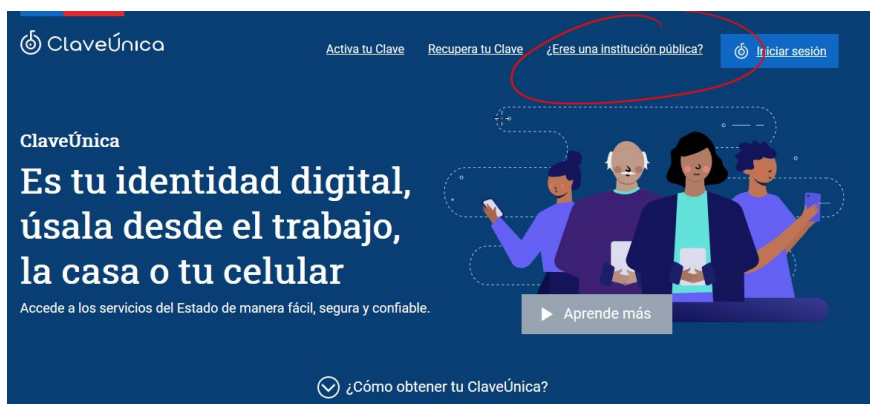 ClaveÚnica
Activa tu Clave Recupera tu Clave ¿Eres una institución pública? Iniciar sesión
ClaveÚnica
Es tu identidad digital,
úsala desde el trabajo,
la casa o tu celular
Accede a los servicios del Estado de manera fácil, segura y confiable.
Aprende más
¿Cómo obtener tu ClaveÚnica?